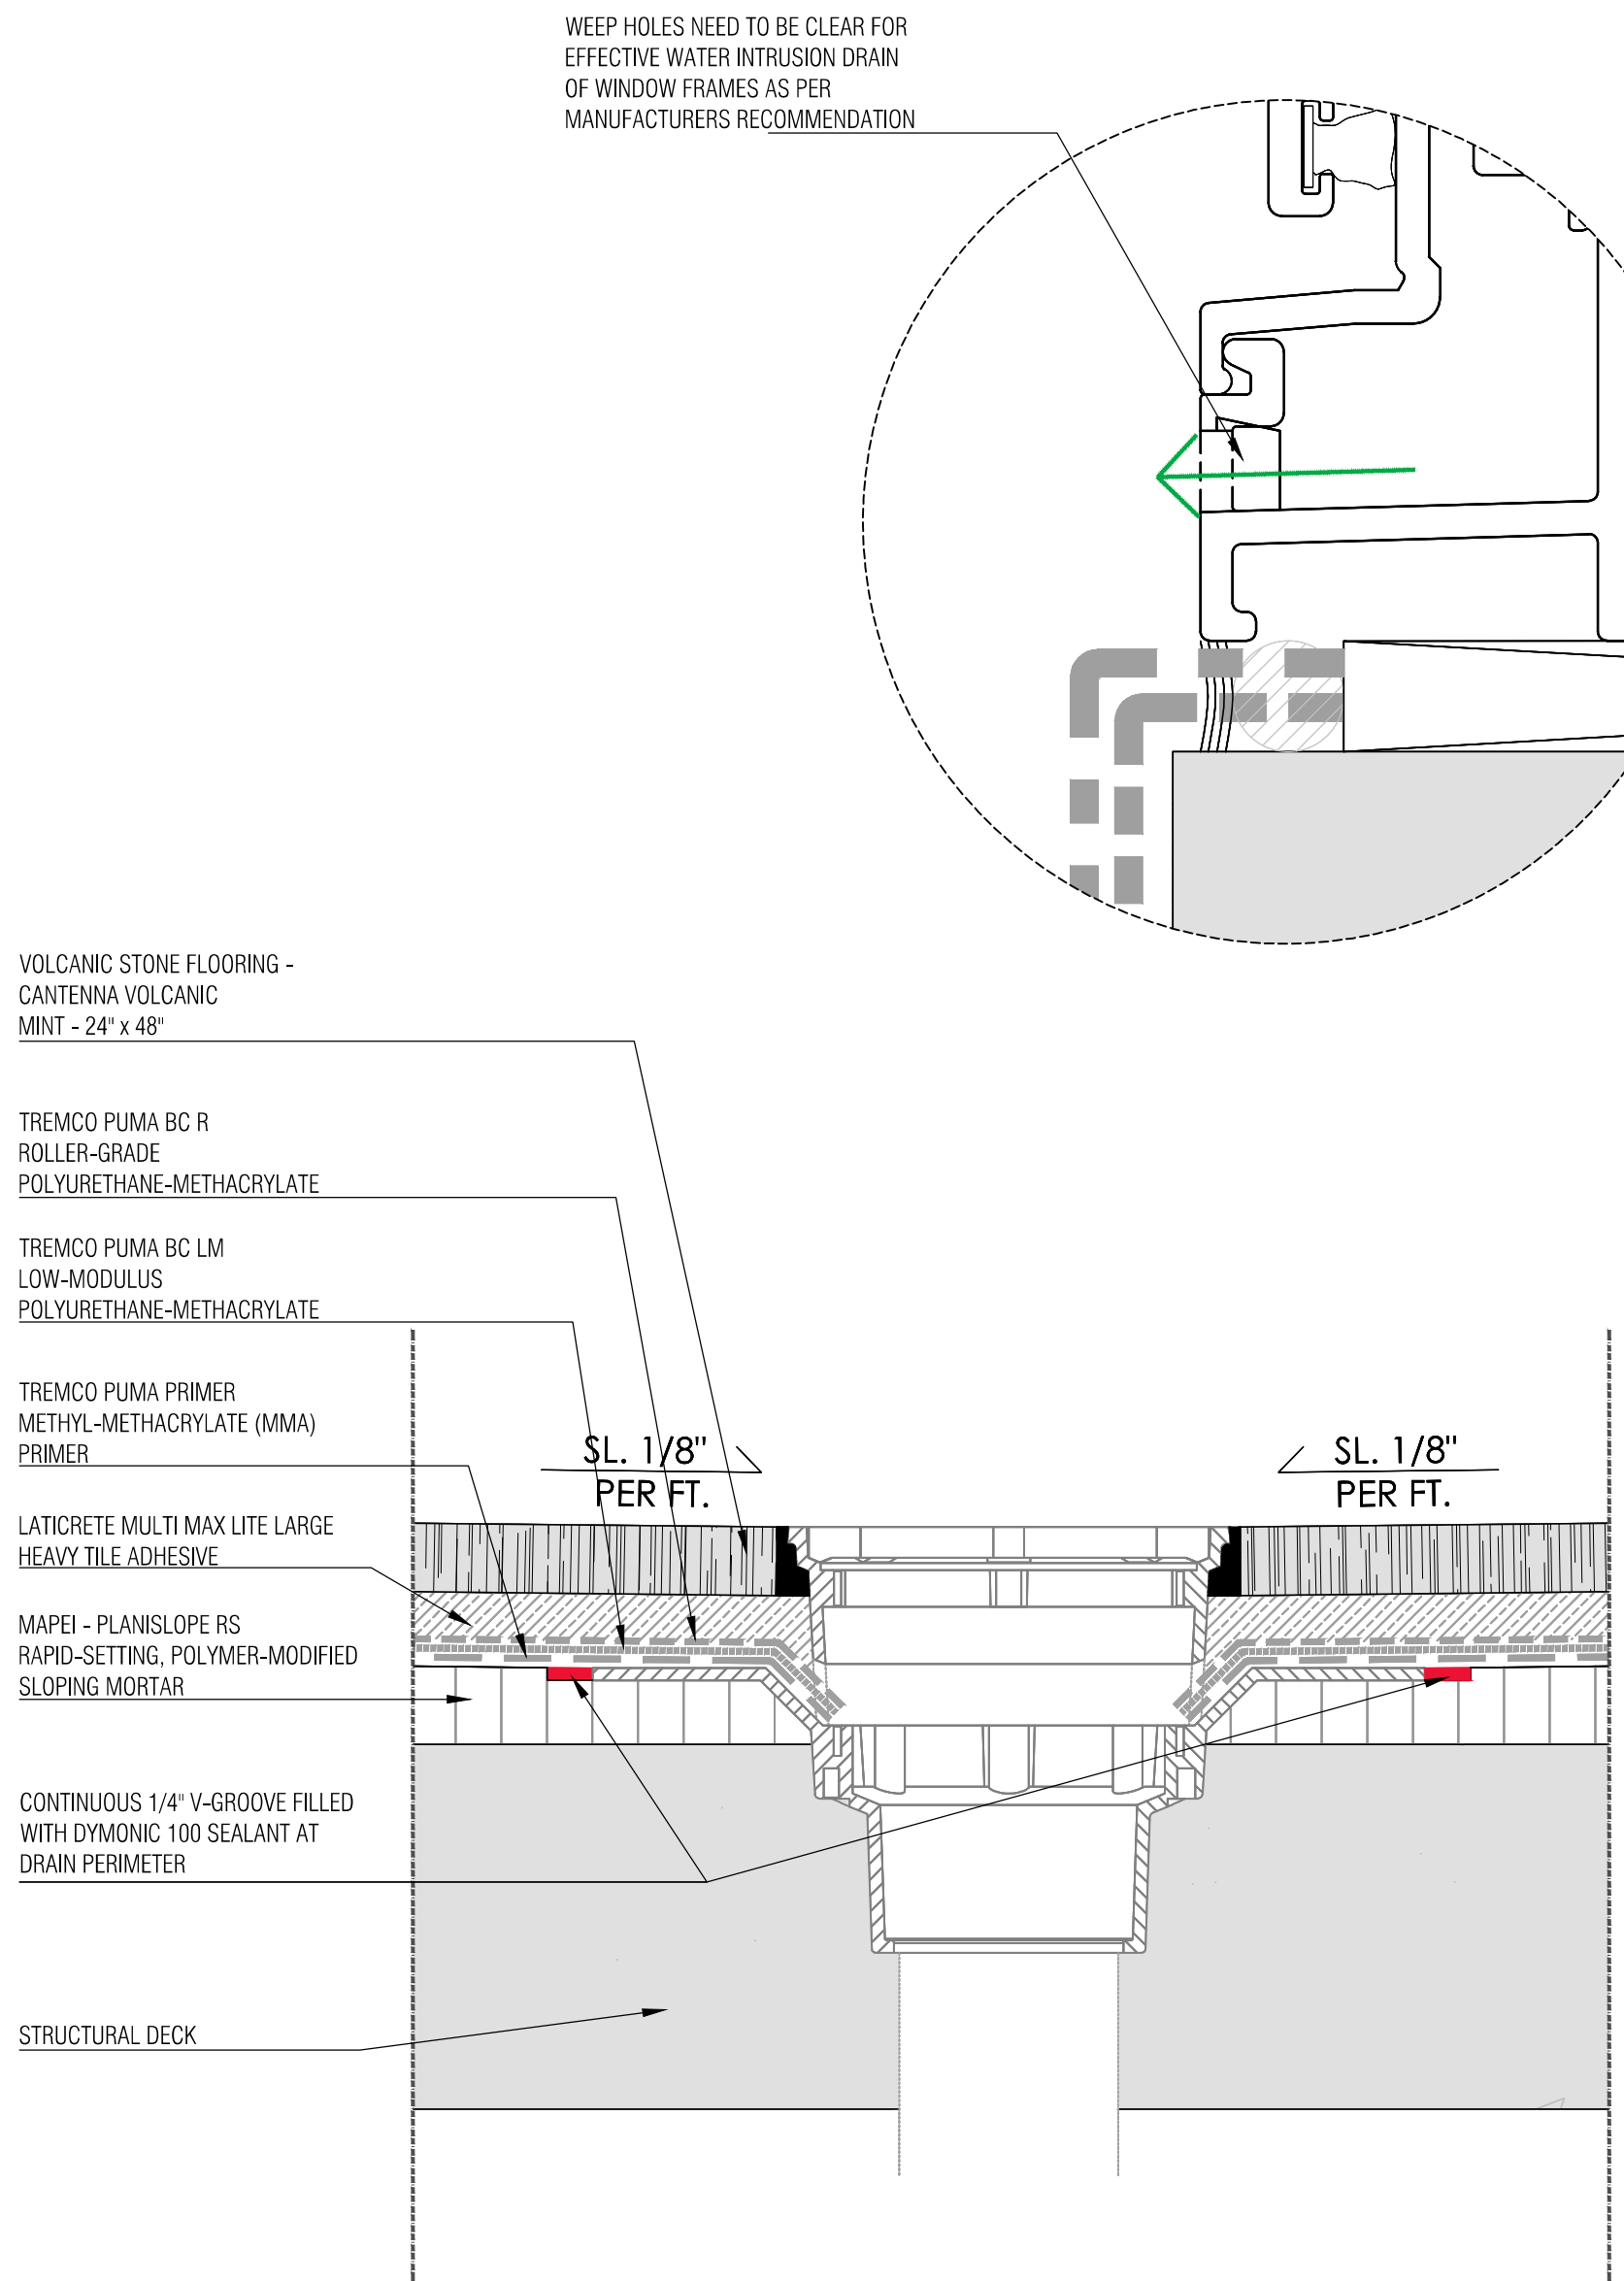 WEEP HOLES NEED TO BE CLEAR FOR
EFFECTIVE WATER INTRUSION DRAIN
OF WINDOW FRAMES AS PER
MANUFACTURERS RECOMMENDATION
VOLCANIC STONE FLOORING -
CANTENNA VOLCANIC
MINT - 24" x 48"
TREMCO PUMA BC R
ROLLER-GRADE
POLYURETHANE-METHACRYLATE
TREMCO PUMA BC LM
LOW-MODULUS
POLYURETHANE-METHACRYLATE
TREMCO PUMA PRIMER
METHYL-METHACRYLATE (MMA)
PRIMER
SL. 1/8"
PER FT.
SL. 1/8"
PER FT.
LATICRETE MULTI MAX LITE LARGE
HEAVY TILE ADHESIVE
MAPEI - PLANISLOPE RS
RAPID-SETTING, POLYMER-MODIFIED
SLOPING MORTAR
CONTINUOUS 1/4" V-GROOVE FILLED
WITH DYMONIC 100 SEALANT AT
DRAIN PERIMETER
STRUCTURAL DECK